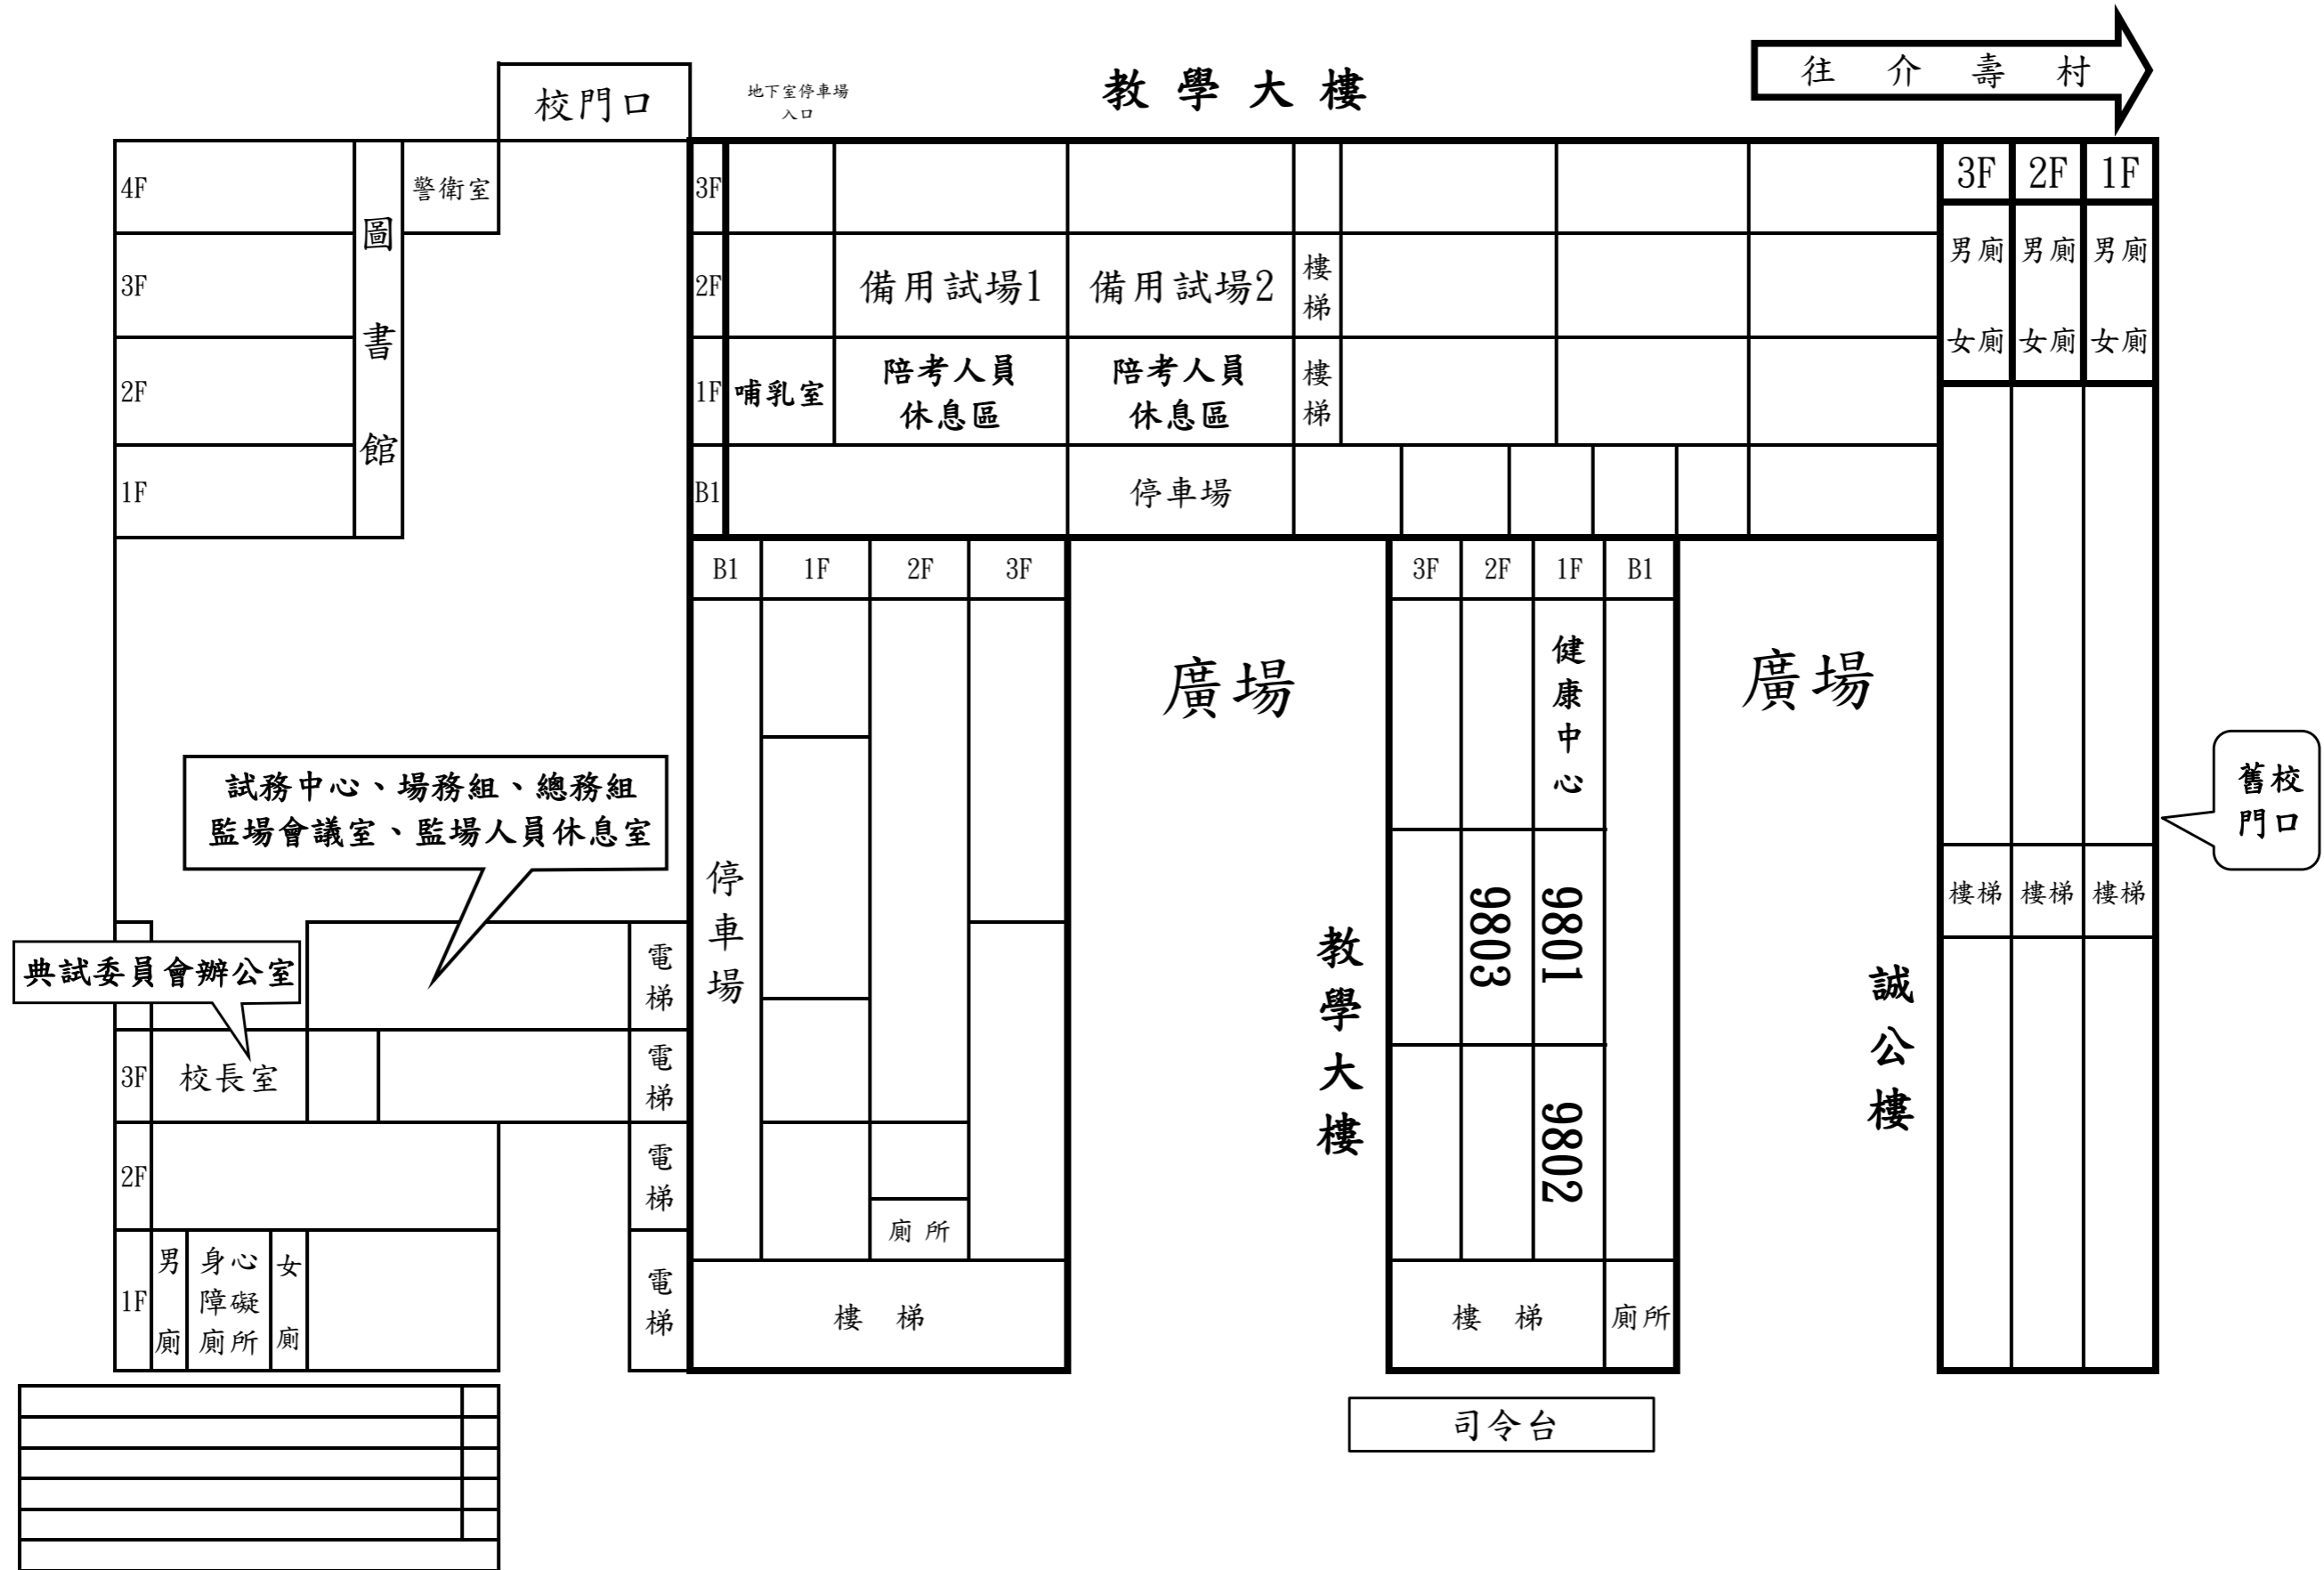 校門口
地下室停車場
入口
教學大樓
往介壽村
4F
3F
2F
1F
圖書館
警衛室
3F
2F
備用試場1
備用試場2
樓梯
1F
哺乳室
陪考人員
休息區
陪考人員
休息區
樓梯
B1
停車場
3F 2F 1F
男廁 男廁 男廁
女廁 女廁 女廁
樓梯 樓梯 樓梯
B1 1F 2F 3F
停車場
廁所
樓梯
廣場
教學大樓
3F 2F 1F B1
健康中心
9803
9801
9802
樓梯
廁所
廣場
誠公樓
舊校
門口
試務中心、場務組、總務組
監場會議室、監場人員休息室
典試委員會辦公室
電梯
3F
校長室
電梯
2F
電梯
1F
男廁
身心
障礙
廁所
女廁
電梯
司令台